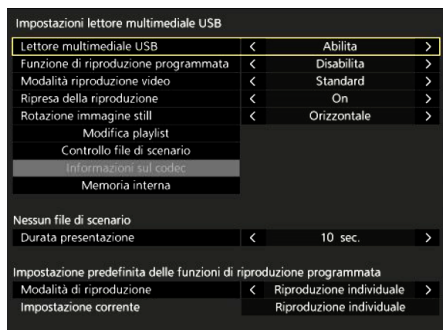 Impostazioni lettore multimediale USB
Lettore multimediale USB < Abilita >
Funzione di riproduzione programmata < Disabilita >
Modalità riproduzione video < Standard >
Ripresa della riproduzione < On >
Rotazione immagine still < Orizzontale >
Modifica playlist
Controllo file di scenario
Informazioni sul codec
Memoria interna
Nessun file di scenario
Durata presentazione < 10 sec. >
Impostazione predefinita delle funzioni di riproduzione programmata
Modalità di riproduzione < Riproduzione individuale >
Impostazione corrente Riproduzione individuale